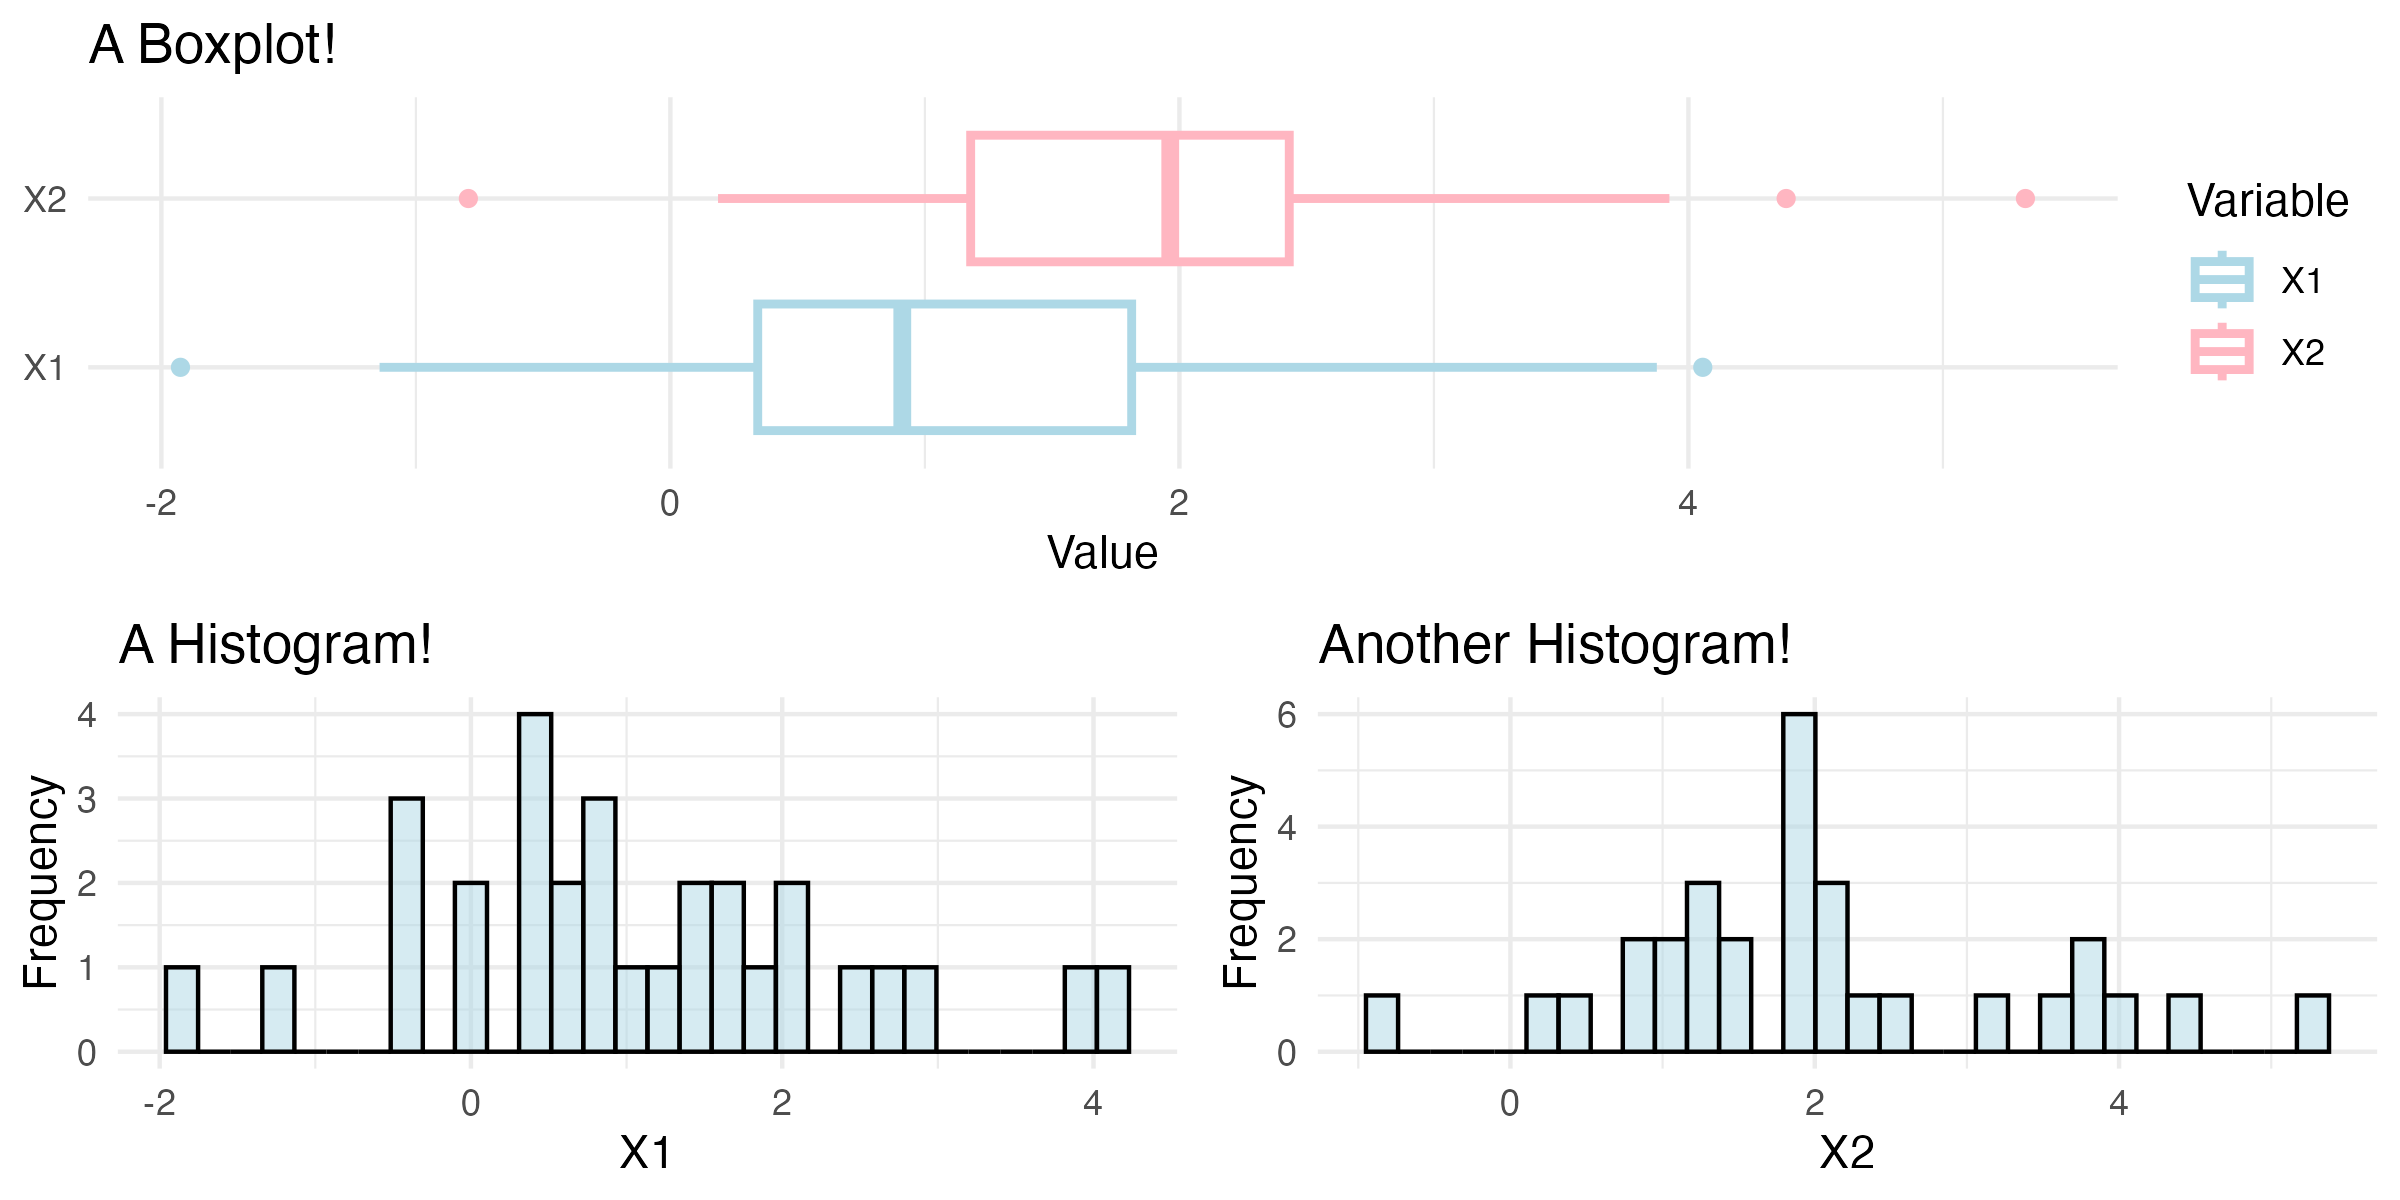 A Boxplot!
X2
X1
-2 0 2 4
Value
Variable
X1
X2
A Histogram!
4
3
2
1
0
Frequency
-2 0 2 4
X1
Another Histogram!
6
4
2
0
Frequency
0 2 4
X2